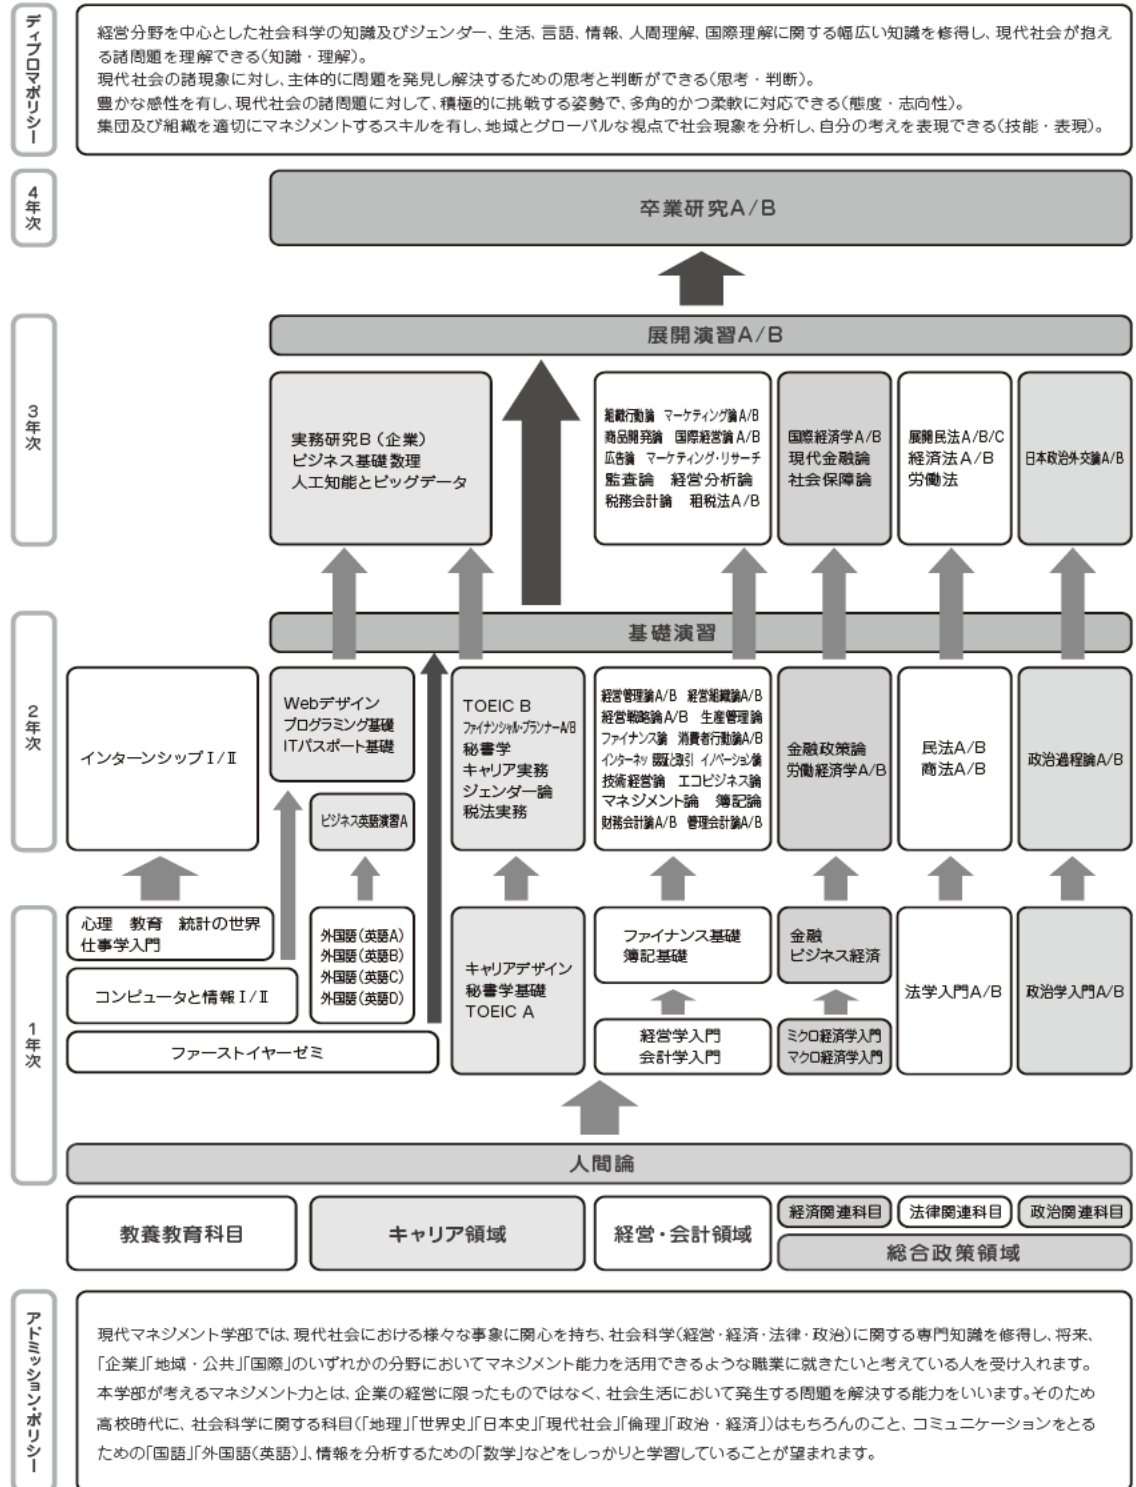 ディプロマポリシー
経営分野を中心とした社会科学の知識及びジェンダー、生活、言語、情報、人間理解、国際理解に関する幅広い知識を修得し、現代社会が抱え
る諸問題を理解できる(知識・理解)。
現代社会の諸現象に対し、主体的に問題を発見し解決するための思考と判断ができる(思考・判断)。
豊かな感性を有し、現代社会の諸問題に対して、積極的に挑戦する姿勢で、多角的かつ柔軟に対応できる(態度・志向性)。
集団及び組織を適切にマネジメントするスキルを有し、地域とグローバルな視点で社会現象を分析し、自分の考えを表現できる(技能・表現)。
4年次
卒業研究A/B
3年次
展開演習A/B
実務研究B(企業)
ビジネス基礎数理
人工知能とビッグデータ
組織行動論 マーケティング論A/B
商品開発論 国際経営論A/B
広告論 マーケティング・リサーチ
監査論 経営分析論
税務会計論 租税法A/B
国際経済学A/B
現代金融論
社会保障論
展開民法A/B/C
経済法A/B
労働法
日本政治外交論A/B
2年次
基礎演習
インターンシップⅠ/Ⅱ
Webデザイン
プログラミング基礎
ITパスポート基礎
ビジネス英語演習A
TOEIC B
ファイナンシャル・プランナーA/B
秘書学
キャリア実務
ジェンダー論
税法実務
経営管理論A/B 経営組織論A/B
経営戦略論A/B 生産管理論
ファイナンス論 消費者行動論A/B
インターネッ 認証と取引 イノベーション論
技術経営論 エコビジネス論
マネジメント論 簿記論
財務会計論A/B 管理会計論A/B
金融政策論
労働経済学A/B
民法A/B
商法A/B
政治過程論A/B
1年次
心理 教育 統計の世界
仕事学入門
コンピュータと情報Ⅰ/Ⅱ
ファーストイヤーゼミ
外国語(英語A)
外国語(英語B)
外国語(英語C)
外国語(英語D)
キャリアデザイン
秘書学基礎
TOEIC A
ファイナンス基礎
簿記基礎
経営学入門
会計学入門
金融
ビジネス経済
ミクロ経済学入門
マクロ経済学入門
法学入門A/B
政治学入門A/B
人間論
教養教育科目
キャリア領域
経営・会計領域
経済関連科目
法律関連科目
政治関連科目
総合政策領域
アドミッション・ポリシー
現代マネジメント学部では、現代社会における様々な事象に関心を持ち、社会科学(経営・経済・法律・政治)に関する専門知識を修得し、将来、
「企業」「地域・公共」「国際」のいずれかの分野においてマネジメント能力を活用できるような職業に就きたいと考えている人を受け入れます。
本学部が考えるマネジメント力とは、企業の経営に限ったものではなく、社会生活において発生する問題を解決する能力をいいます。そのため
高校時代に、社会科学に関する科目(「地理」「世界史」「日本史」「現代社会」「倫理」「政治・経済」)はもちろんのこと、コミュニケーションをとる
ための「国語」「外国語(英語)」、情報を分析するための「数学」などをしっかりと学習していることが望まれます。